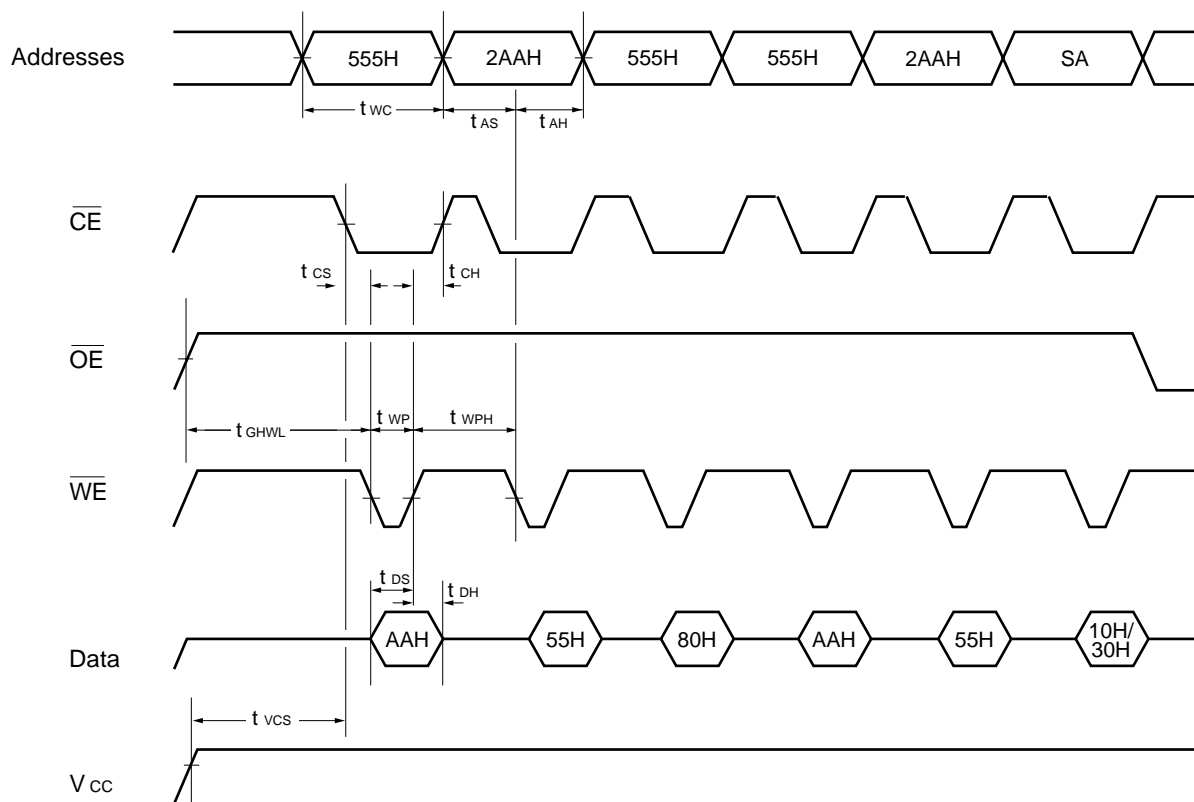 Addresses
555H 2AAH 555H 555H 2AAH SA
t WC t AS t AH
CE
t CS t CH
OE
t GHWL t WP t WPH
WE
t DS t DH
Data
AAH 55H 80H AAH 55H 10H/
30H
t VCS
V CC